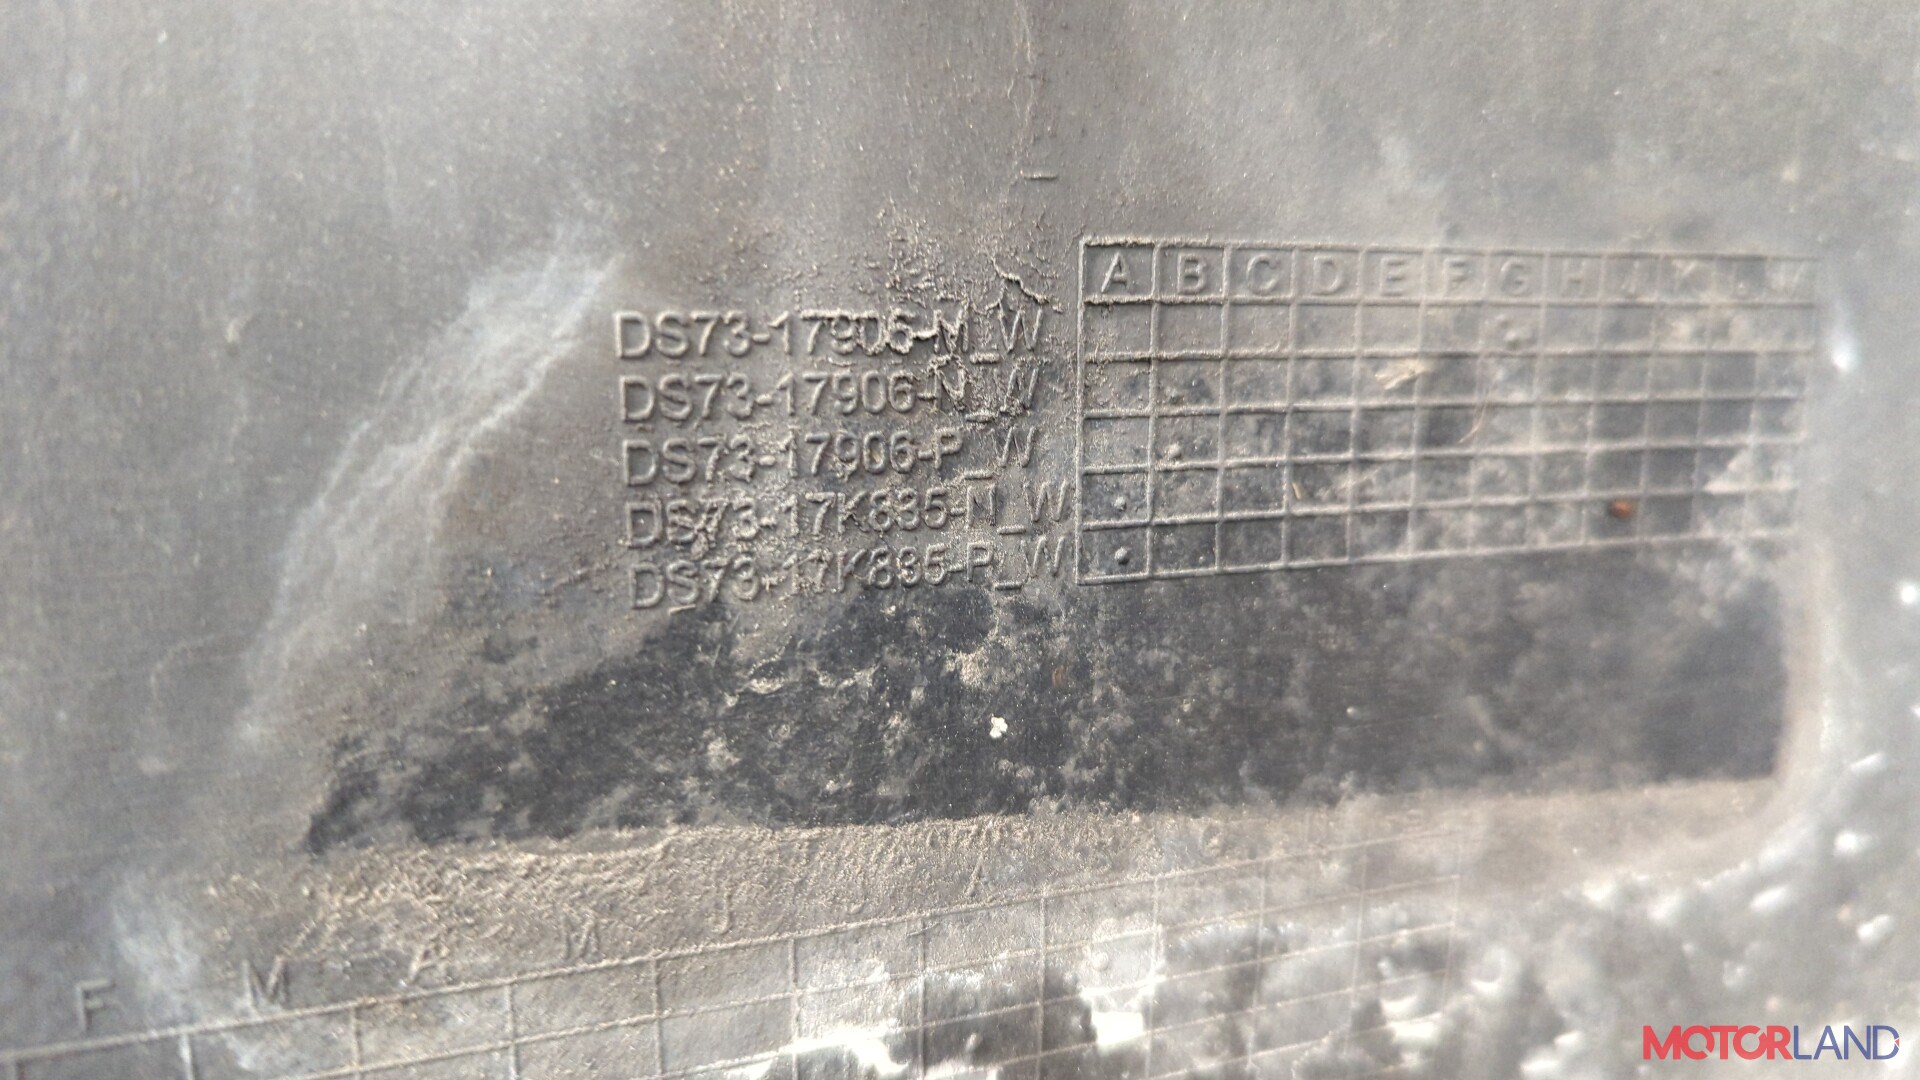 DS73-17906-M_W
DS73-17906-N_W
DS73-17906-P_W
DS73-17K835-N_W
DS73-17K835-P_W
A B C D E F G H J K L M
F M A M J J A
MOTORLAND